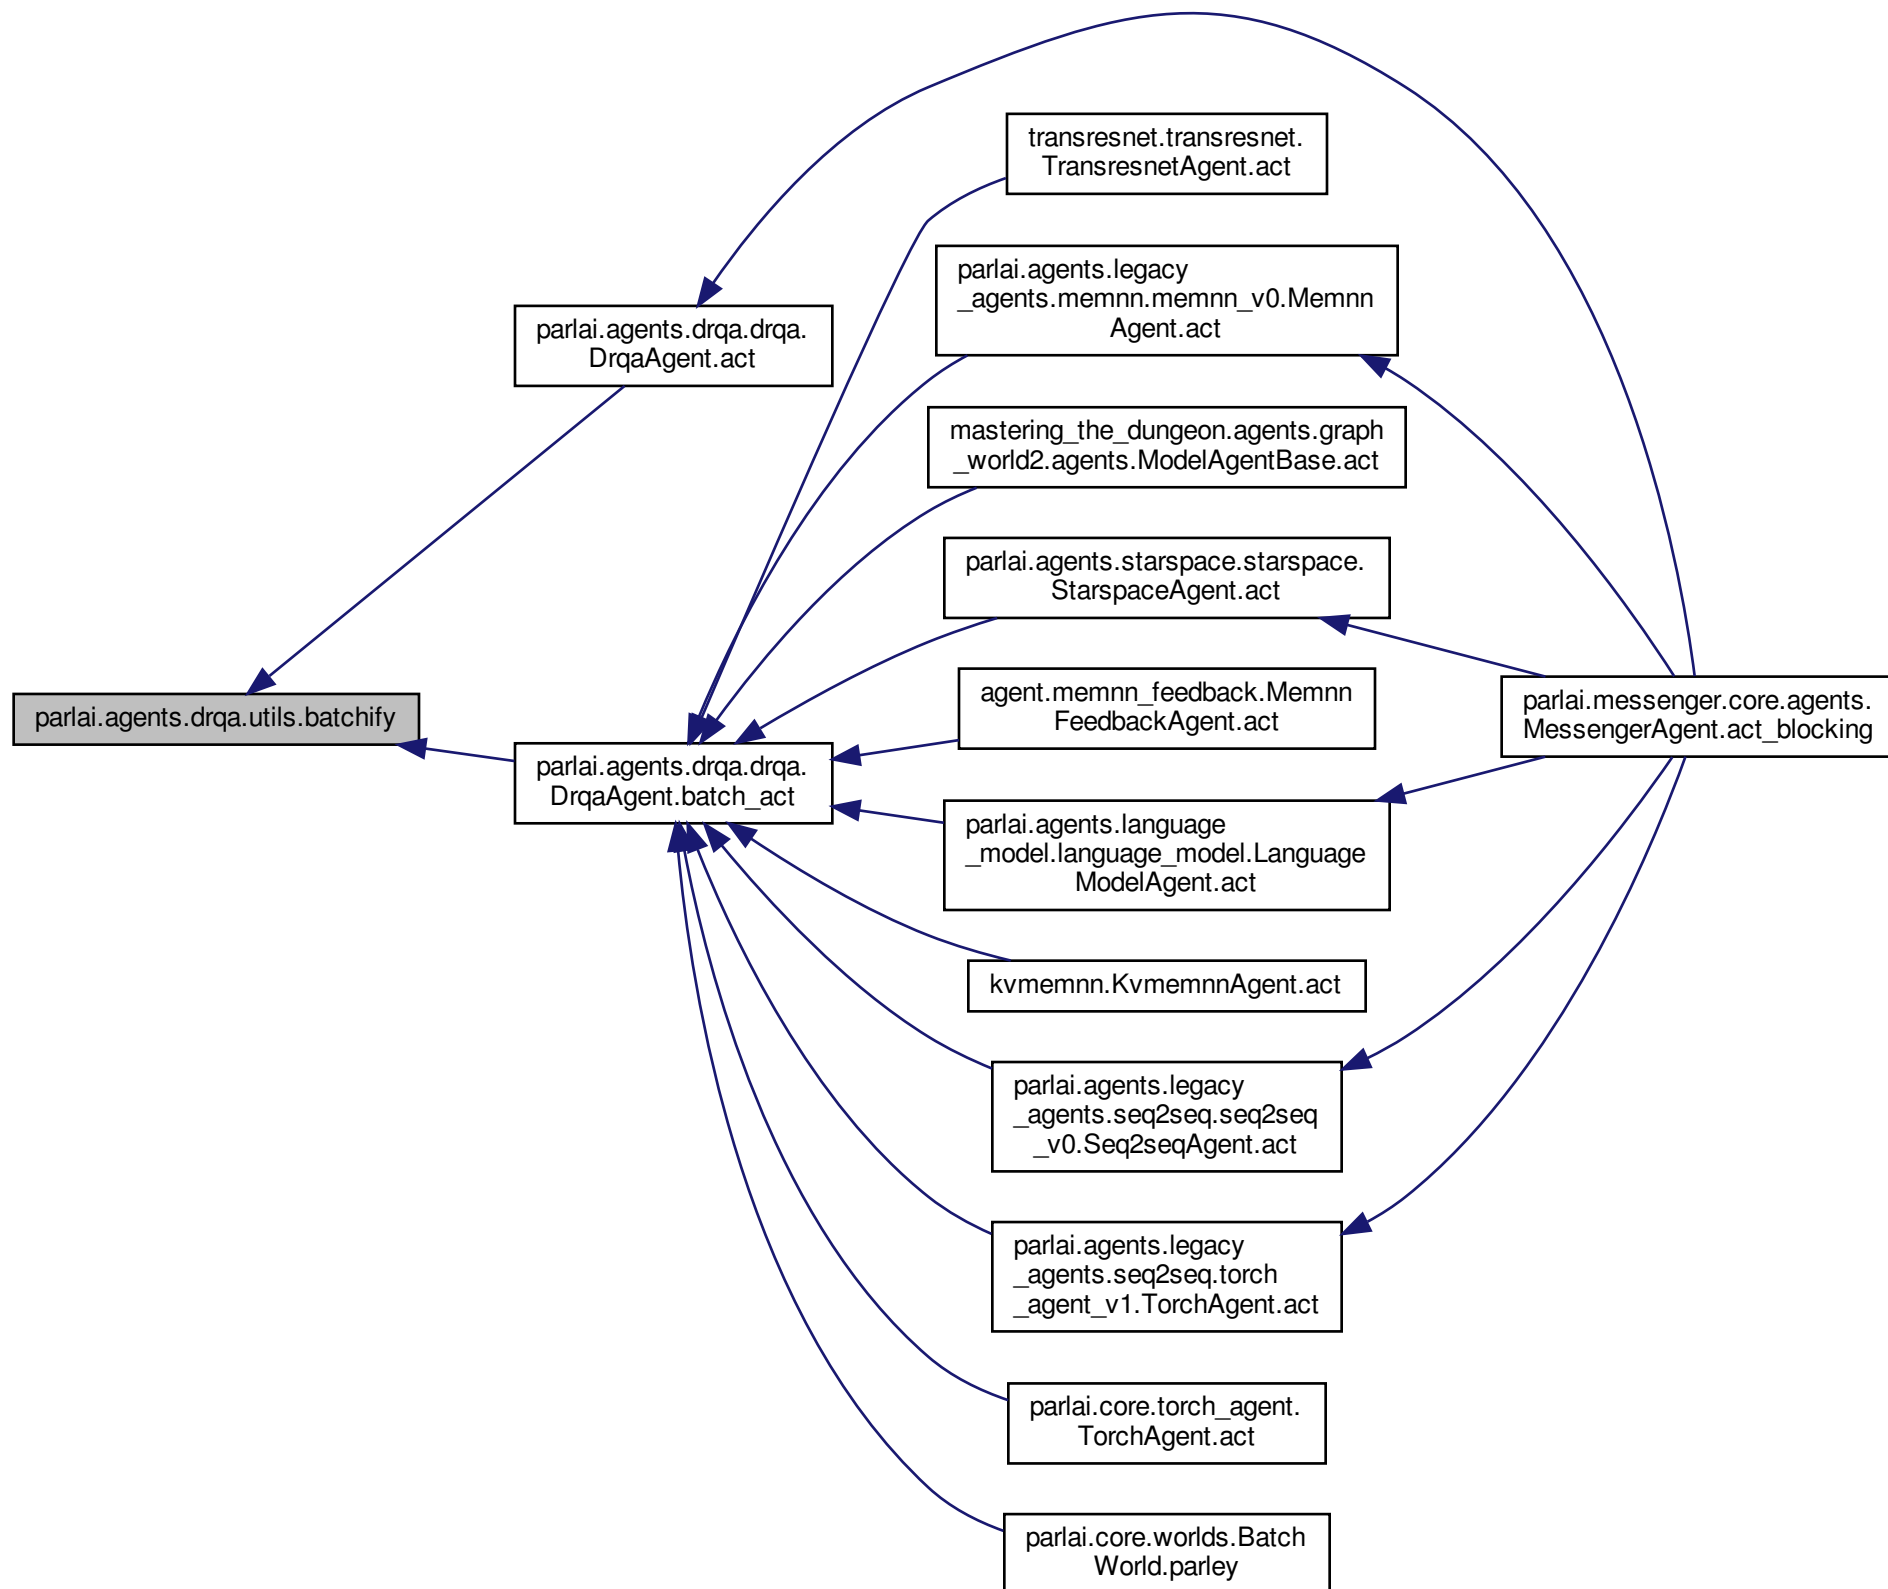 transresnet.transresnet.
TransresnetAgent.act
parlai.agents.legacy
_agents.memnn.memnn_v0.Memnn
Agent.act
parlai.agents.drqa.drqa.
DrqaAgent.act
mastering_the_dungeon.agents.graph
_world2.agents.ModelAgentBase.act
parlai.agents.starspace.starspace.
StarspaceAgent.act
parlai.agents.drqa.utils.batchify
agent.memnn_feedback.Memnn
FeedbackAgent.act
parlai.messenger.core.agents.
MessengerAgent.act_blocking
parlai.agents.drqa.drqa.
DrqaAgent.batch_act
parlai.agents.language
_model.language_model.Language
ModelAgent.act
kvmemnn.KvmemnnAgent.act
parlai.agents.legacy
_agents.seq2seq.seq2seq
_v0.Seq2seqAgent.act
parlai.agents.legacy
_agents.seq2seq.torch
_agent_v1.TorchAgent.act
parlai.core.torch_agent.
TorchAgent.act
parlai.core.worlds.Batch
World.parley